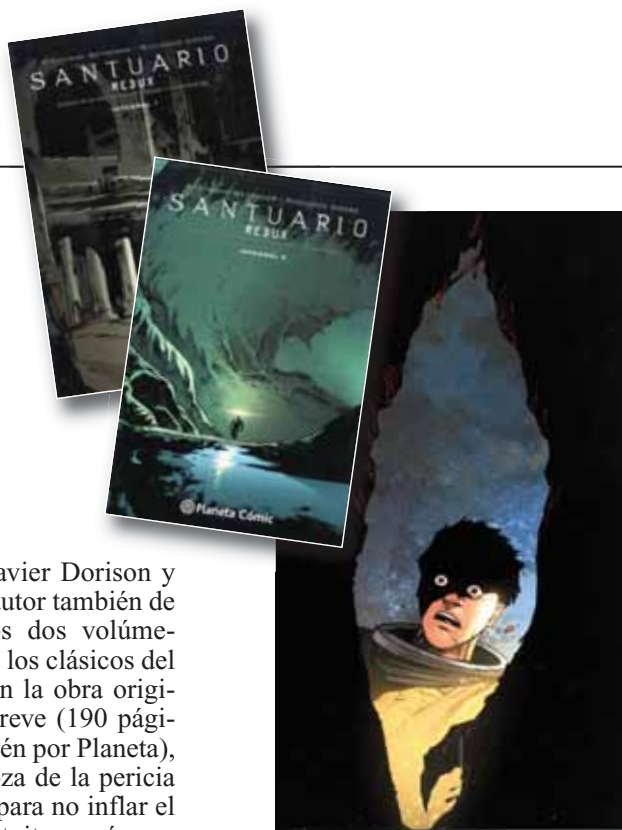 SANTUARIO
REDUX
SANTUARIO
REDUX
Planeta Cómic
avier Dorison y
utor también de
s dos volúme-
los clásicos del
n la obra origi-
reve (190 pági-
én por Planeta),
oza de la pericia
para no inflar el